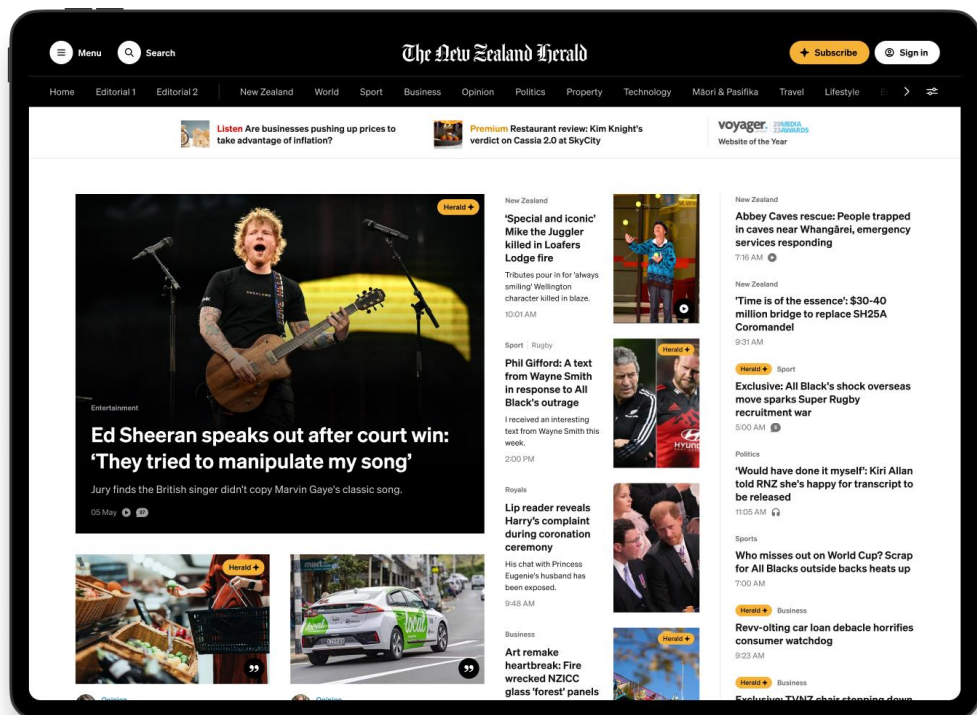 Menu
Search
The New Zealand Herald
Subscribe
Sign in
Home
Editorial 1
Editorial 2
New Zealand
World
Sport
Business
Opinion
Politics
Property
Technology
Māori & Pasifika
Travel
Lifestyle
Listen Are businesses pushing up prices to
take advantage of inflation?
Premium Restaurant review: Kim Knight's
verdict on Cassia 2.0 at SkyCity
voyager. 2023 MEDIA
AWARDS
Website of the Year
Herald +
Entertainment
Ed Sheeran speaks out after court win:
‘They tried to manipulate my song’
Jury finds the British singer didn’t copy Marvin Gaye’s classic song.
05 May
Herald +
local
Opinion
Opinion
New Zealand
‘Special and iconic’
Mike the Juggler
killed in Loafers
Lodge fire
Tributes pour in for 'always
smiling' Wellington
character killed in blaze.
10:01 AM
Sport | Rugby
Herald +
Phil Gifford: A text
from Wayne Smith
in response to All
Black's outrage
I received an interesting
text from Wayne Smith this
week.
2:00 PM
Royals
Lip reader reveals
Harry’s complaint
during coronation
ceremony
His chat with Princess
Eugenie's husband has
been exposed.
9:48 AM
Business
Herald +
Art remake
heartbreak: Fire
wrecked NZICC
glass 'forest' panels
New Zealand
Abbey Caves rescue: People trapped
in caves near Whangārei, emergency
services responding
7:16 AM
New Zealand
'Time is of the essence': $30-40
million bridge to replace SH25A
Coromandel
9:31 AM
Herald + Sport
Exclusive: All Black's shock overseas
move sparks Super Rugby
recruitment war
5:00 AM
Politics
‘Would have done it myself’: Kiri Allan
told RNZ she’s happy for transcript to
be released
11:05 AM
Sports
Who misses out on World Cup? Scrap
for All Blacks outside backs heats up
7:00 AM
Herald + Business
Revv-olting car loan debacle horrifies
consumer watchdog
9:23 AM
Herald + Business
Exclusive: TVNZ chair stepping down